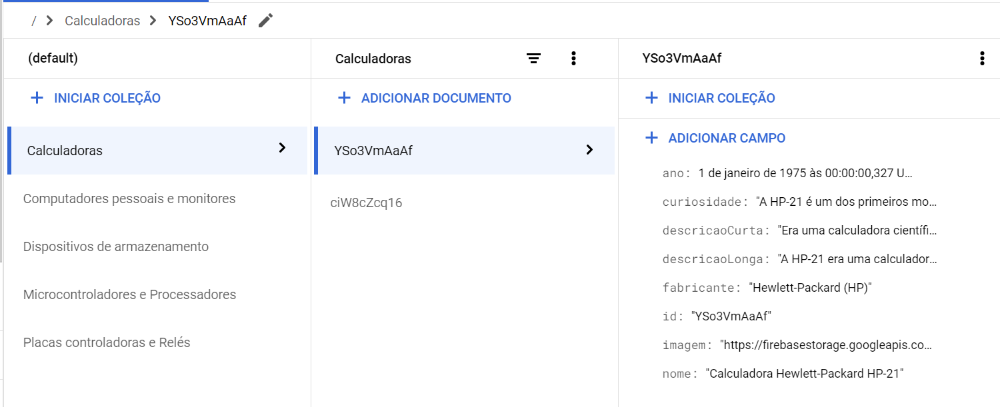 / Calculadoras YSo3VmAaAf
(default)
INICIAR COLEÇÃO
Calculadoras
Computadores pessoais e monitores
Dispositivos de armazenamento
Microcontroladores e Processadores
Placas controladoras e Relés
Calculadoras
ADICIONAR DOCUMENTO
YSo3VmAaAf
ciW8cZcq16
YSo3VmAaAf
INICIAR COLEÇÃO
ADICIONAR CAMPO
ano: 1 de janeiro de 1975 às 00:00:00,327 U...
curiosidade: "A HP-21 é um dos primeiros mo...
descricaoCurta: "Era uma calculadora científi...
descricaoLonga: "A HP-21 era uma calculador...
fabricante: "Hewlett-Packard (HP)"
id: "YSo3VmAaAf"
imagem: "https://firebasestorage.googleapis.co...
nome: "Calculadora Hewlett-Packard HP-21"